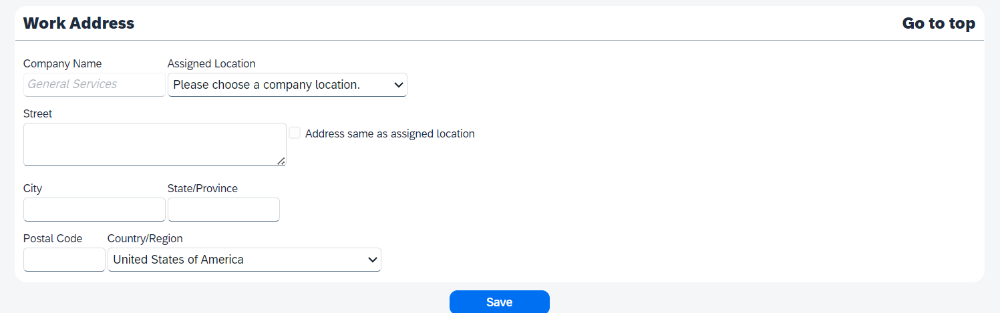 Work Address Go to top
Company Name Assigned Location
General Services Please choose a company location.
Street
Address same as assigned location
City State/Province
Postal Code Country/Region
United States of America
Save